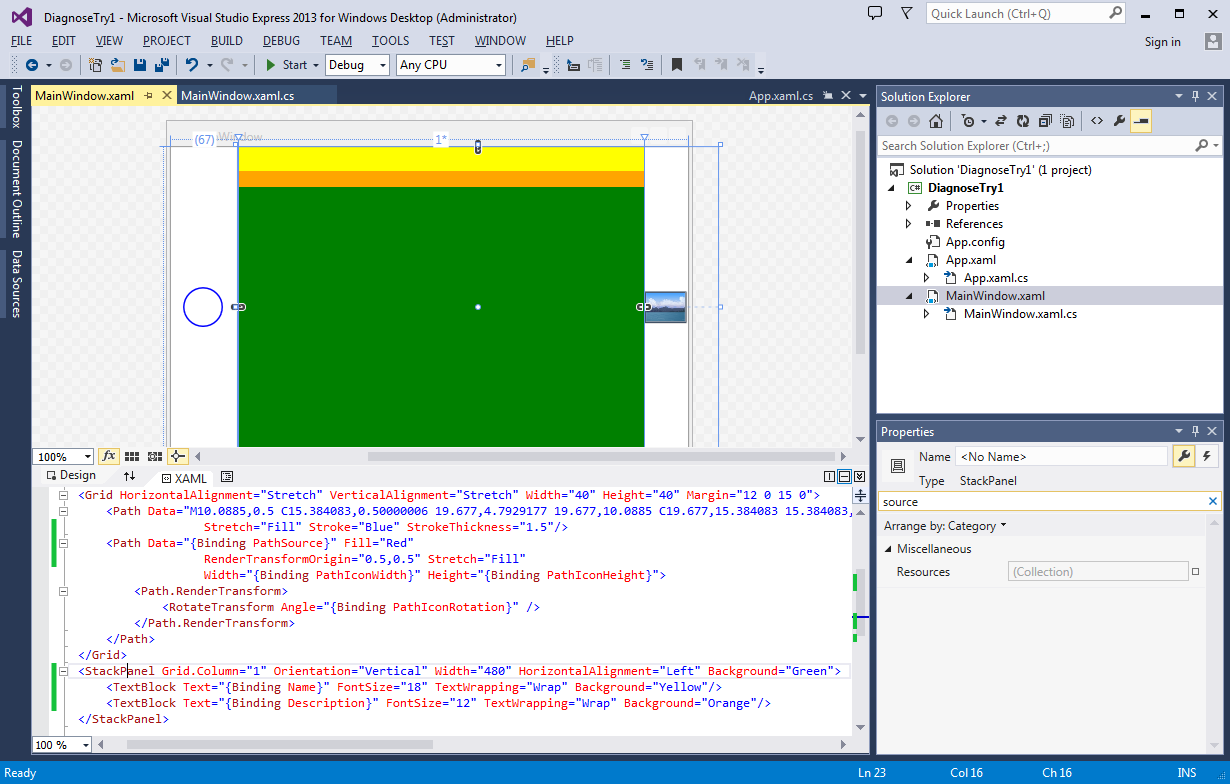 DiagnoseTry1 - Microsoft Visual Studio Express 2013 for Windows Desktop (Administrator)
Quick Launch (Ctrl+Q)
FILE EDIT VIEW PROJECT BUILD DEBUG TEAM TOOLS TEST WINDOW HELP
Sign in
Start Debug Any CPU
Toolbox
Document Outline
Data Sources
MainWindow.xaml
MainWindow.xaml.cs
App.xaml.cs
(67)
Window
1*
100%
fx
Design
XAML
<Grid HorizontalAlignment="Stretch" VerticalAlignment="Stretch" Width="40" Height="40" Margin="12 0 15 0">
<Path Data="M10.0885,0.5 C15.384083,0.50000006 19.677,4.7929177 19.677,10.0885 C19.677,15.384083 15.384083,
Stretch="Fill" Stroke="Blue" StrokeThickness="1.5"/>
<Path Data="{Binding PathSource}" Fill="Red"
RenderTransformOrigin="0.5,0.5" Stretch="Fill"
Width="{Binding PathIconWidth}" Height="{Binding PathIconHeight}">
<Path.RenderTransform>
<RotateTransform Angle="{Binding PathIconRotation}" />
</Path.RenderTransform>
</Path>
</Grid>
<StackPanel Grid.Column="1" Orientation="Vertical" Width="480" HorizontalAlignment="Left" Background="Green">
<TextBlock Text="{Binding Name}" FontSize="18" TextWrapping="Wrap" Background="Yellow"/>
<TextBlock Text="{Binding Description}" FontSize="12" TextWrapping="Wrap" Background="Orange"/>
</StackPanel>
100 %
Solution Explorer
Search Solution Explorer (Ctrl+;)
Solution 'DiagnoseTry1' (1 project)
C# DiagnoseTry1
Properties
References
App.config
App.xaml
App.xaml.cs
MainWindow.xaml
MainWindow.xaml.cs
Properties
Name <No Name>
Type StackPanel
source
Arrange by: Category
Miscellaneous
Resources (Collection)
Ready
Ln 23
Col 16
Ch 16
INS